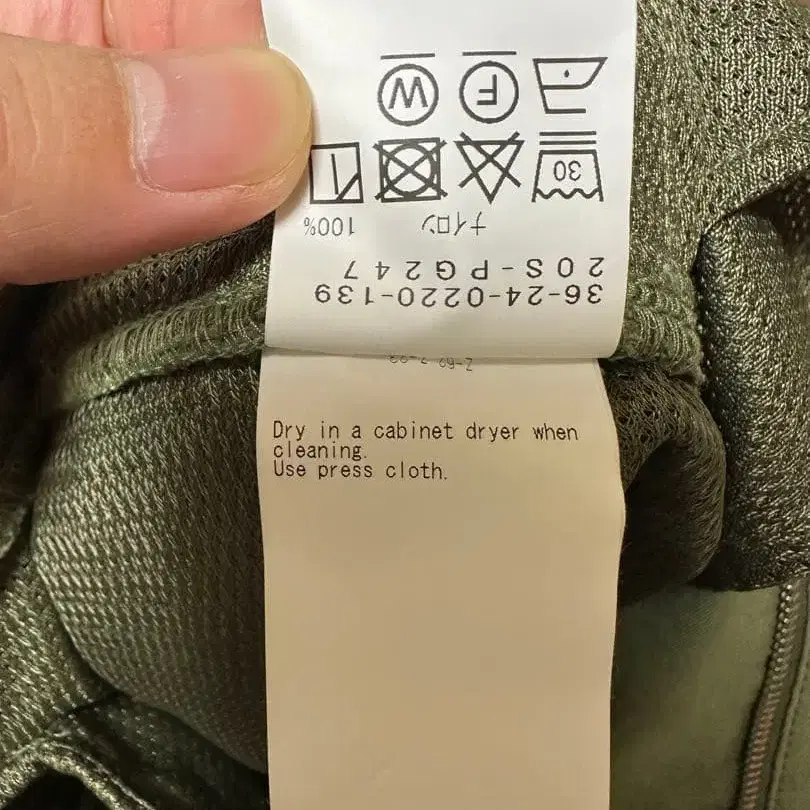 36-24-0220-139
20S-PG247
ナイロン 100%
30
F W
Dry in a cabinet dryer when
cleaning.
Use press cloth.